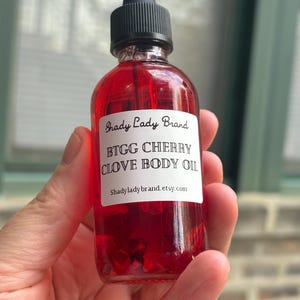 Shady Lady Brand
BTGG CHERRY
CLOVE BODY OIL
Shadyladybrand.etsy.com